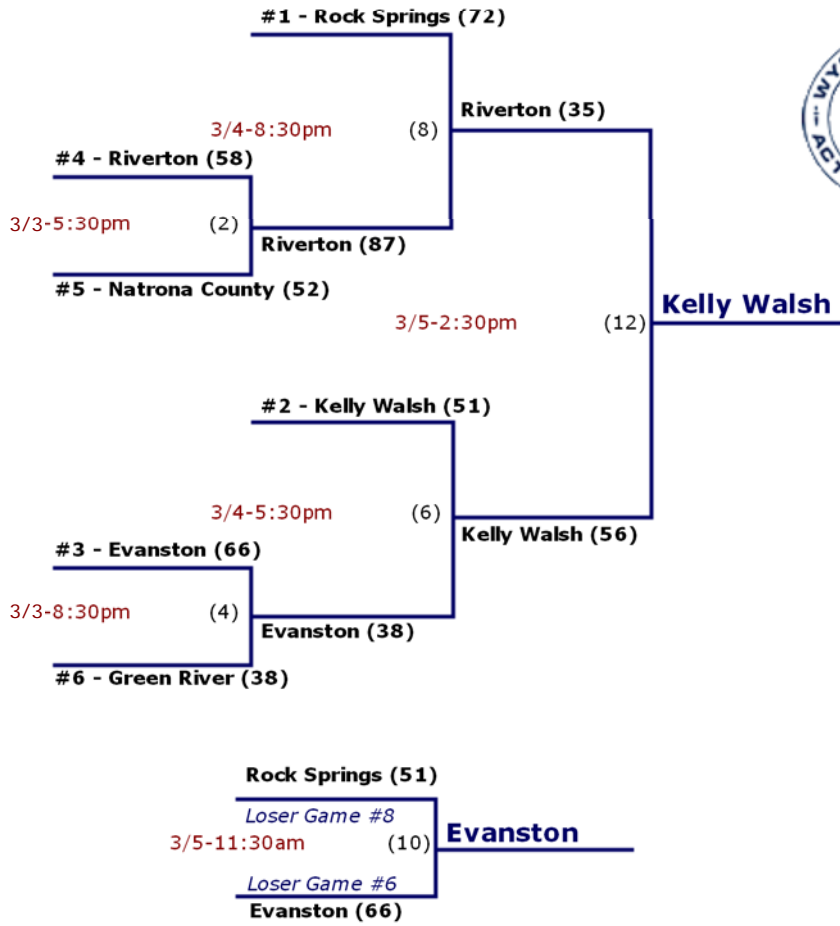 #1 - Rock Springs (72)
WYO
ACT
Riverton (35)
3/4-8:30pm (8)
#4 - Riverton (58)
3/3-5:30pm (2)
Riverton (87)
#5 - Natrona County (52)
Kelly Walsh
3/5-2:30pm (12)
#2 - Kelly Walsh (51)
3/4-5:30pm (6)
Kelly Walsh (56)
#3 - Evanston (66)
3/3-8:30pm (4)
Evanston (38)
#6 - Green River (38)
Rock Springs (51)
Loser Game #8
Evanston
3/5-11:30am (10)
Loser Game #6
Evanston (66)